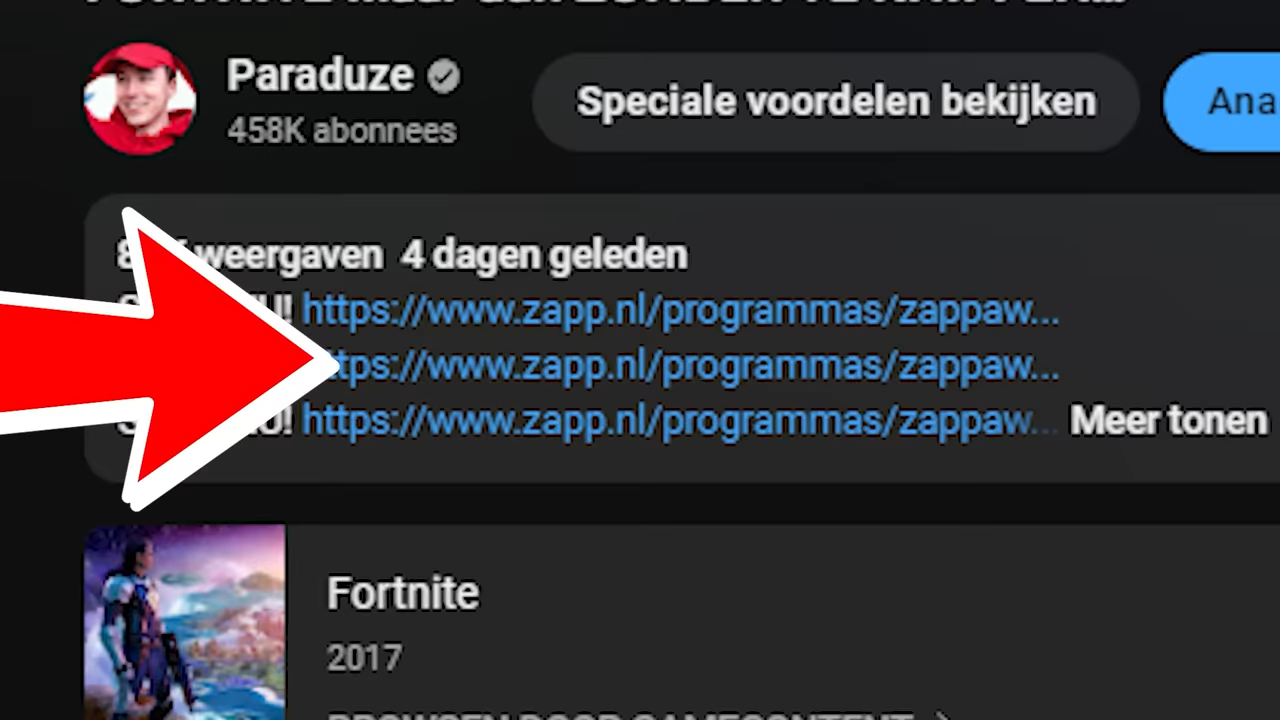 Paraduze
458K abonnees
Speciale voordelen bekijken
Ana
weergaven 4 dagen geleden
https://www.zapp.nl/programmas/zappaw...
https://www.zapp.nl/programmas/zappaw...
https://www.zapp.nl/programmas/zappaw... Meer tonen
Fortnite
2017